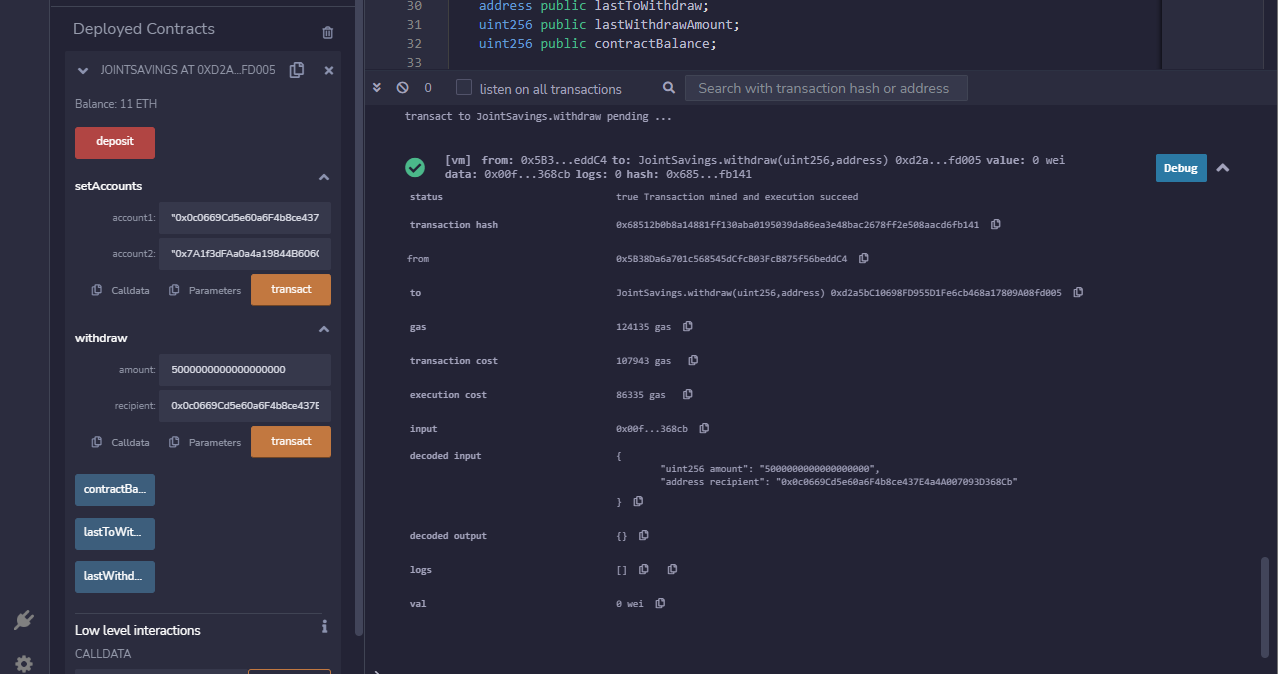 Deployed Contracts
JOINTSAVINGS AT 0XD2A...FD005
Balance: 11 ETH
deposit
setAccounts
account1: "0x0c0669Cd5e60a6F4b8ce437
account2: "0x7A1f3dFAa0a4a19844B606(
Calldata Parameters transact
withdraw
amount: 5000000000000000000
recipient: 0x0c0669Cd5e60a6F4b8ce437E
Calldata Parameters transact
contractBa...
lastToWit...
lastWithd...
Low level interactions
CALLDATA
30 address public lastToWithdraw;
31 uint256 public lastWithdrawAmount;
32 uint256 public contractBalance;
33
0 listen on all transactions Search with transaction hash or address
transact to JointSavings.withdraw pending ...
[vm] from: 0x5B3...eddC4 to: JointSavings.withdraw(uint256,address) 0xd2a...fd005 value: 0 wei
data: 0x00f...368cb logs: 0 hash: 0x685...fb141
Debug
status true Transaction mined and execution succeed
transaction hash 0x68512b0b8a14881ff130aba0195039da86ea3e48bac2678ff2e508aacd6fb141
from 0x5B38Da6a701c568545dCfcB03FcB875f56beddC4
to JointSavings.withdraw(uint256,address) 0xd2a5bC10698FD955D1Fe6cb468a17809A08fd005
gas 124135 gas
transaction cost 107943 gas
execution cost 86335 gas
input 0x00f...368cb
decoded input {
"uint256 amount": "5000000000000000000",
"address recipient": "0x0c0669Cd5e60a6F4b8ce437E4a4A007093D368Cb"
}
decoded output {}
logs []
val 0 wei
>